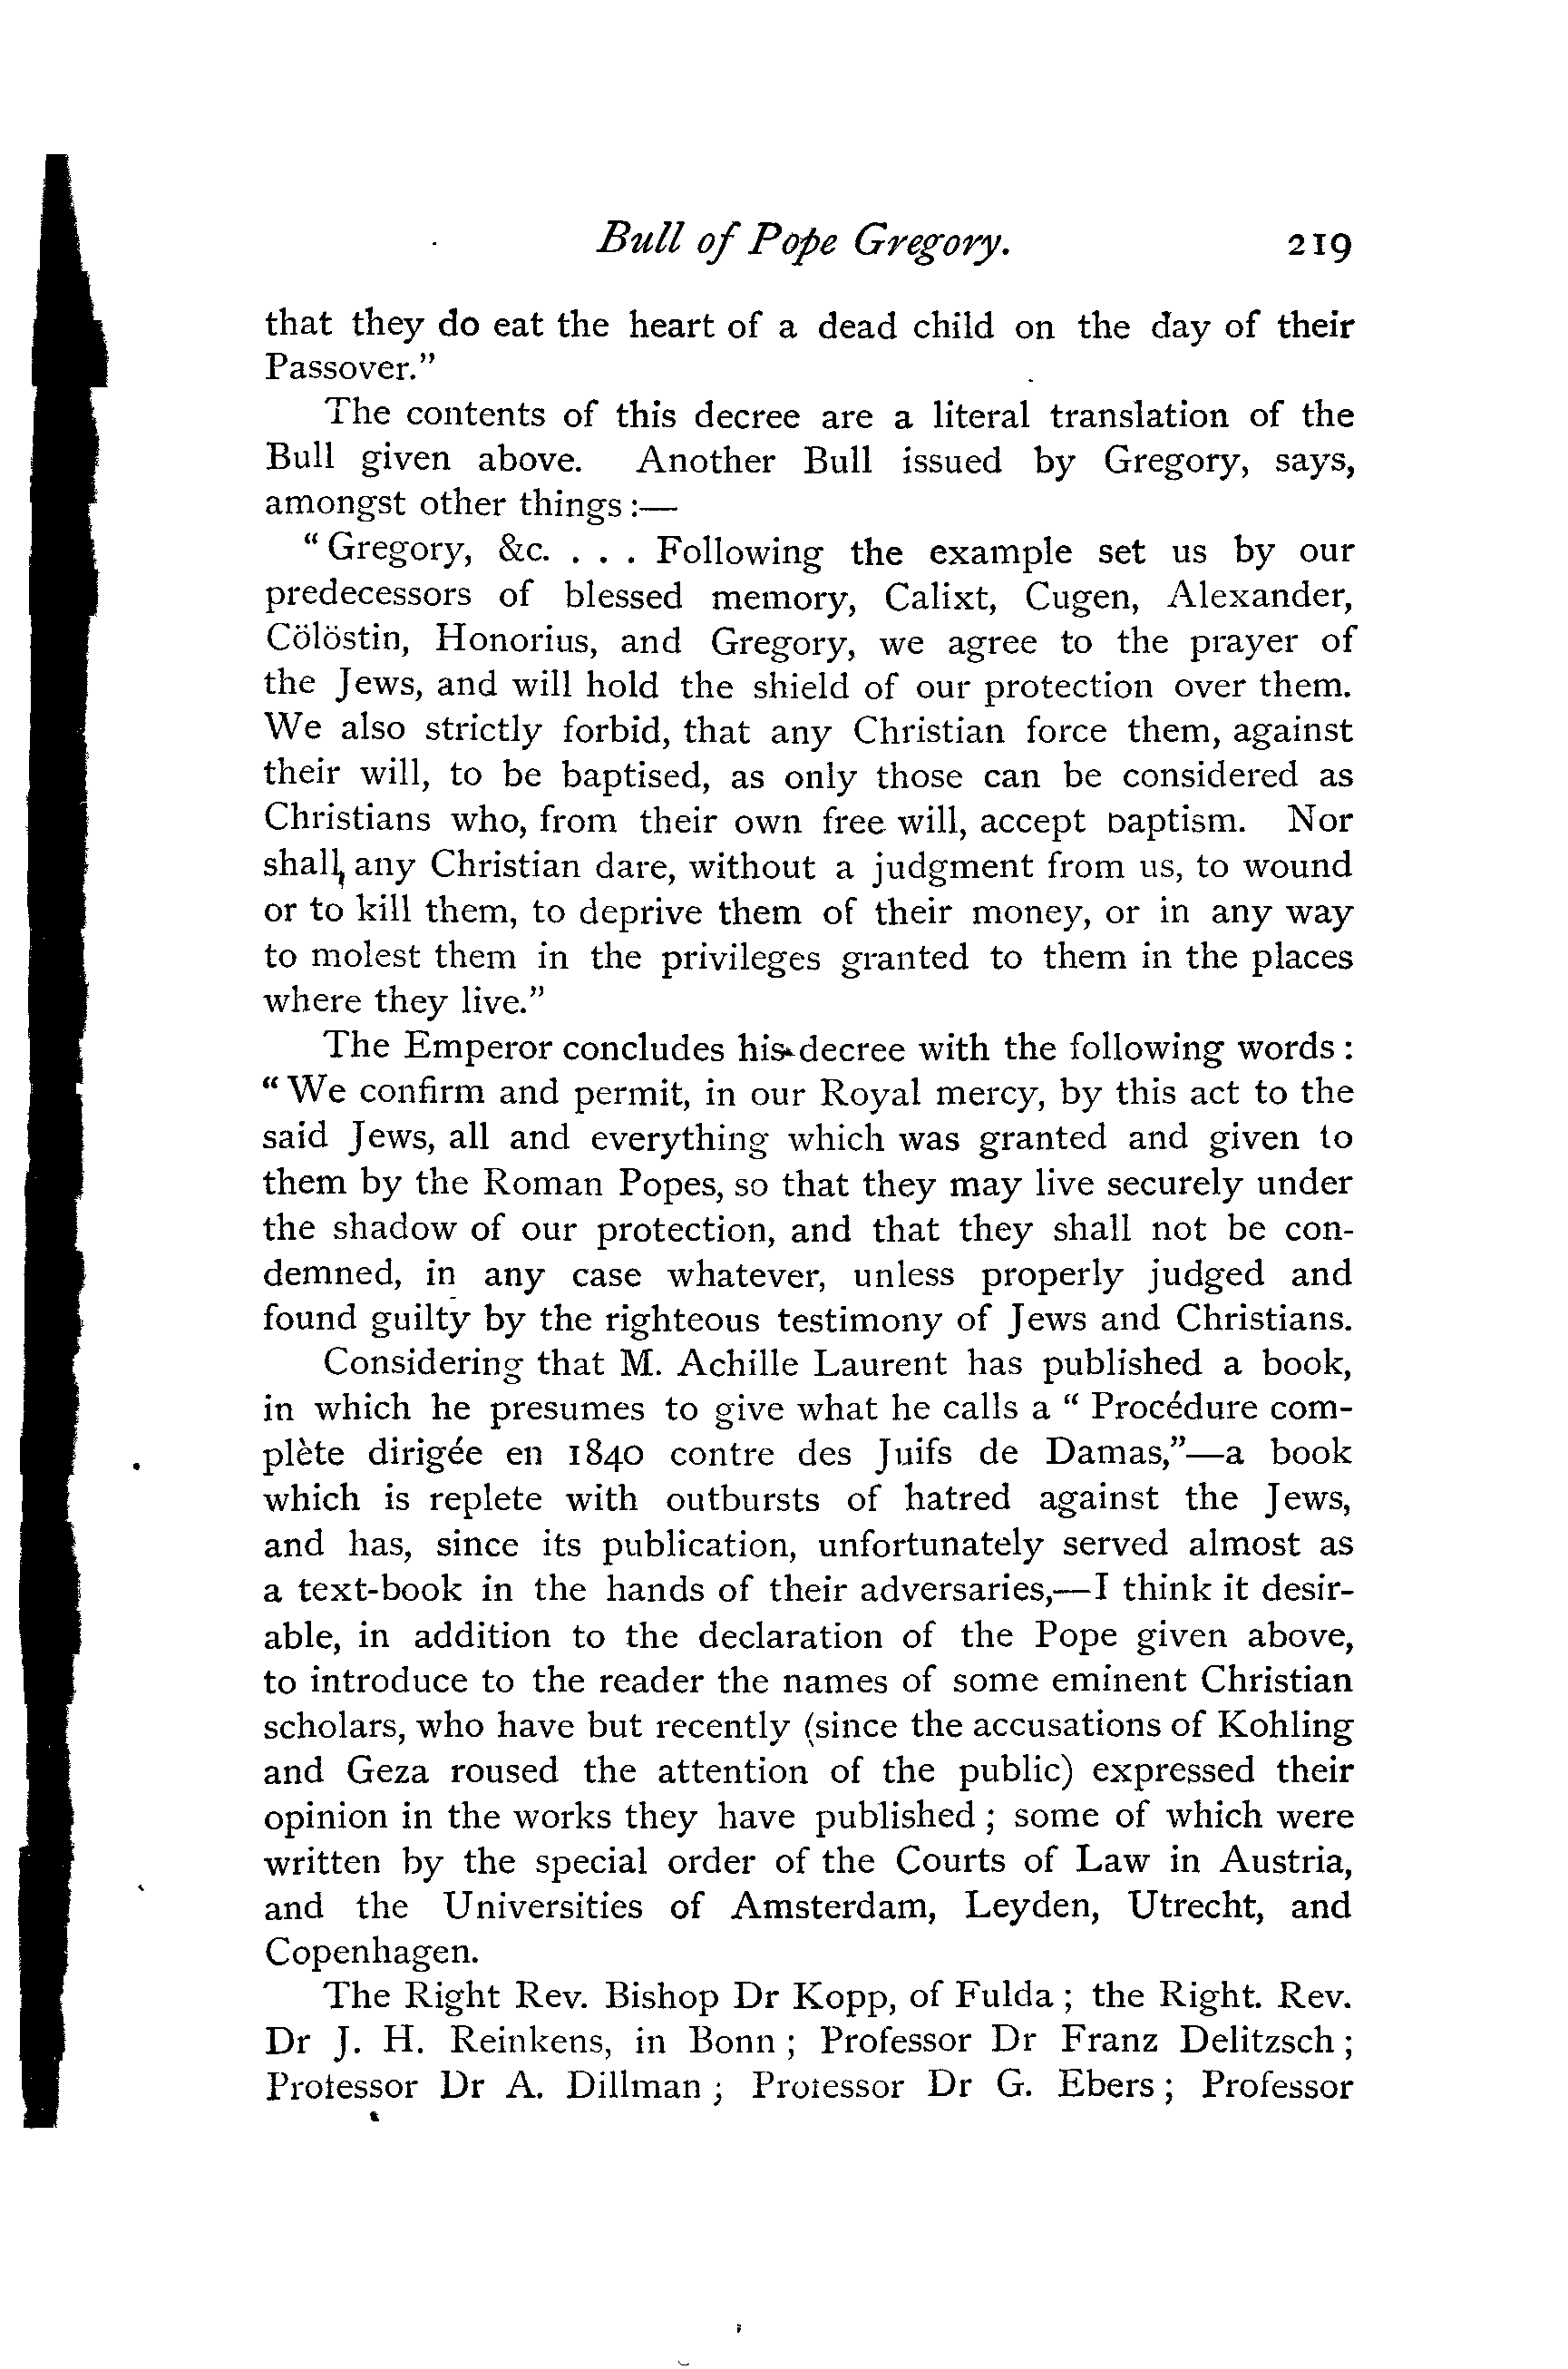 Bull of Pope Gregory. 219
that they do eat the heart of a dead child on the day of their
Passover."
The contents of this decree are a literal translation of the
Bull given above. Another Bull issued by Gregory, says,
amongst other things :—
" Gregory, &c. . . . Following the example set us by our
predecessors of blessed memory, Calixt, Cugen, Alexander,
Cölöstin, Honorius, and Gregory, we agree to the prayer of
the Jews, and will hold the shield of our protection over them.
We also strictly forbid, that any Christian force them, against
their will, to be baptised, as only those can be considered as
Christians who, from their own free will, accept baptism. Nor
shall any Christian dare, without a judgment from us, to wound
or to kill them, to deprive them of their money, or in any way
to molest them in the privileges granted to them in the places
where they live."
The Emperor concludes his decree with the following words :
" We confirm and permit, in our Royal mercy, by this act to the
said Jews, all and everything which was granted and given to
them by the Roman Popes, so that they may live securely under
the shadow of our protection, and that they shall not be con-
demned, in any case whatever, unless properly judged and
found guilty by the righteous testimony of Jews and Christians.
Considering that M. Achille Laurent has published a book,
in which he presumes to give what he calls a " Procédure com-
plète dirigée en 1840 contre des Juifs de Damas,"—a book
which is replete with outbursts of hatred against the Jews,
and has, since its publication, unfortunately served almost as
a text-book in the hands of their adversaries,—I think it desir-
able, in addition to the declaration of the Pope given above,
to introduce to the reader the names of some eminent Christian
scholars, who have but recently (since the accusations of Kohling
and Geza roused the attention of the public) expressed their
opinion in the works they have published ; some of which were
written by the special order of the Courts of Law in Austria,
and the Universities of Amsterdam, Leyden, Utrecht, and
Copenhagen.
The Right Rev. Bishop Dr Kopp, of Fulda ; the Right. Rev.
Dr J. H. Reinkens, in Bonn ; Professor Dr Franz Delitzsch ;
Professor Dr A. Dillman ; Professor Dr G. Ebers ; Professor